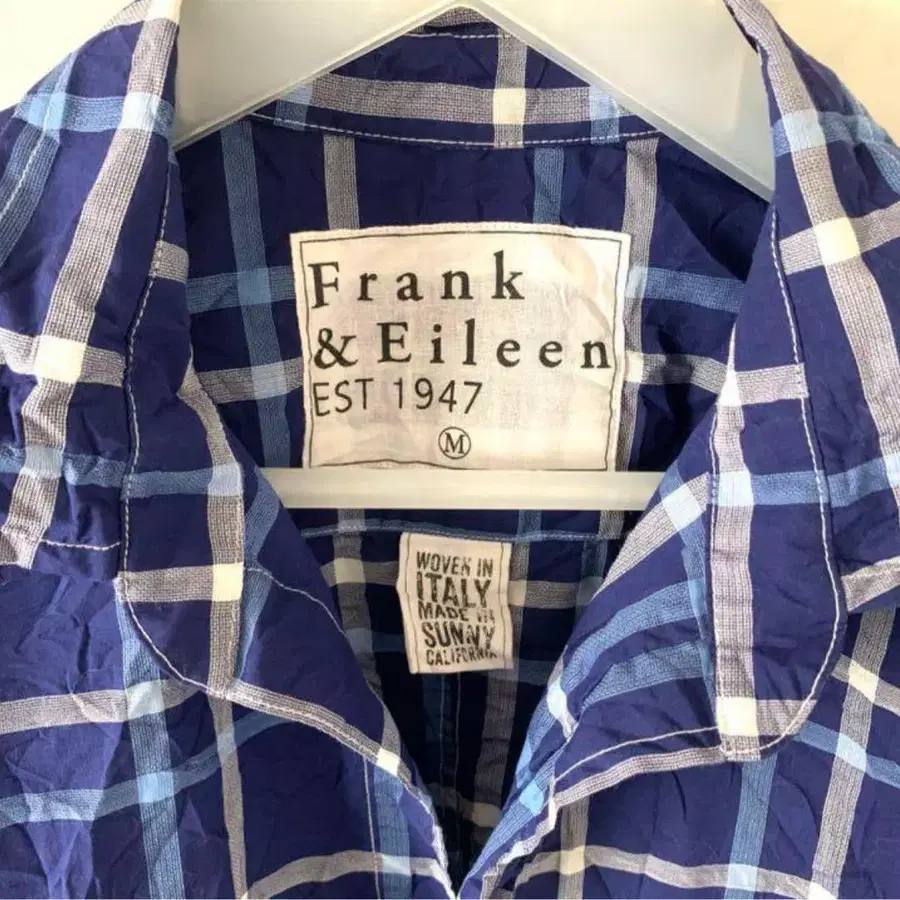 Frank
& Eileen
EST 1947
M
WOVEN IN
ITALY
MADE IN
SUNNY
CALIFORNIA